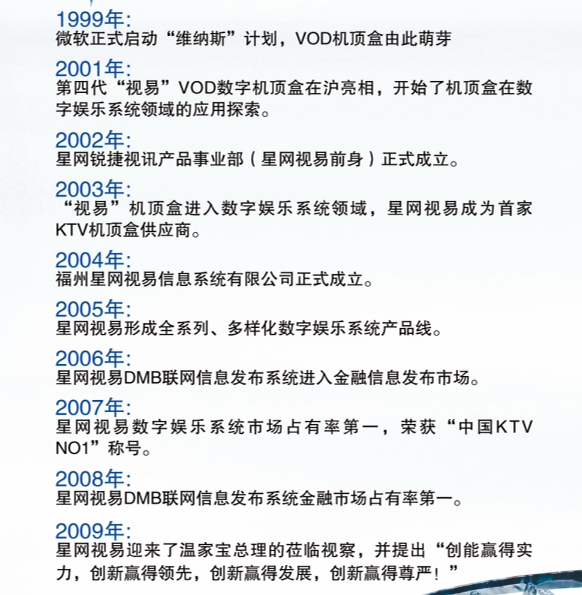 1999年:
微软正式启动“维纳斯”计划，VOD机顶盒由此萌芽
2001年:
第四代“视易”VOD数字机顶盒在沪亮相，开始了机顶盒在数
字娱乐系统领域的应用探索。
2002年:
星网锐捷视讯产品事业部（星网视易前身）正式成立。
2003年:
“视易”机顶盒进入数字娱乐系统领域，星网视易成为首家
KTV机顶盒供应商。
2004年:
福州星网视易信息系统有限公司正式成立。
2005年:
星网视易形成全系列、多样化数字娱乐系统产品线。
2006年:
星网视易DMB联网信息发布系统进入金融信息发布市场。
2007年:
星网视易数字娱乐系统市场占有率第一，荣获“中国KTV
NO1”称号。
2008年:
星网视易DMB联网信息发布系统金融市场占有率第一。
2009年:
星网视易迎来了温家宝总理的莅临视察，并提出“创能赢得实
力，创新赢得领先，创新赢得发展，创新赢得尊严！”